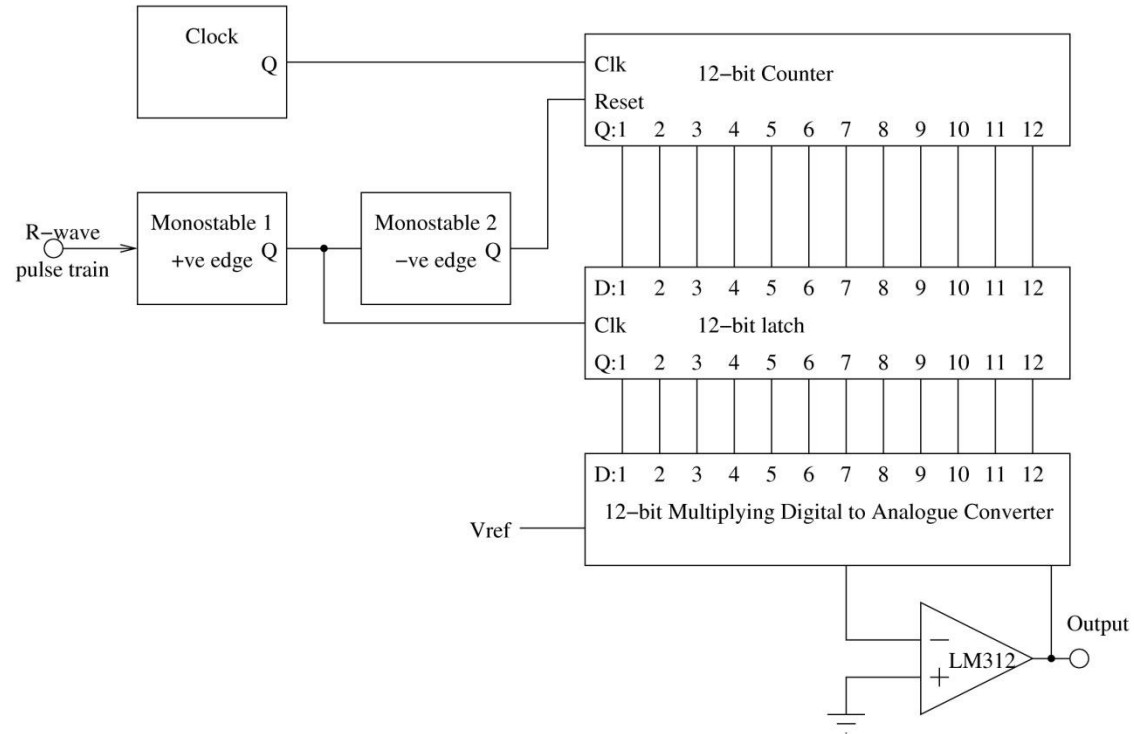 Clock
Q
Clk
12−bit Counter
Reset
Q:1 2 3 4 5 6 7 8 9 10 11 12
R−wave
pulse train
Monostable 1
+ve edge Q
Monostable 2
−ve edge Q
D:1 2 3 4 5 6 7 8 9 10 11 12
Clk
12−bit latch
Q:1 2 3 4 5 6 7 8 9 10 11 12
D:1 2 3 4 5 6 7 8 9 10 11 12
12−bit Multiplying Digital to Analogue Converter
Vref
Output
−
LM312
+